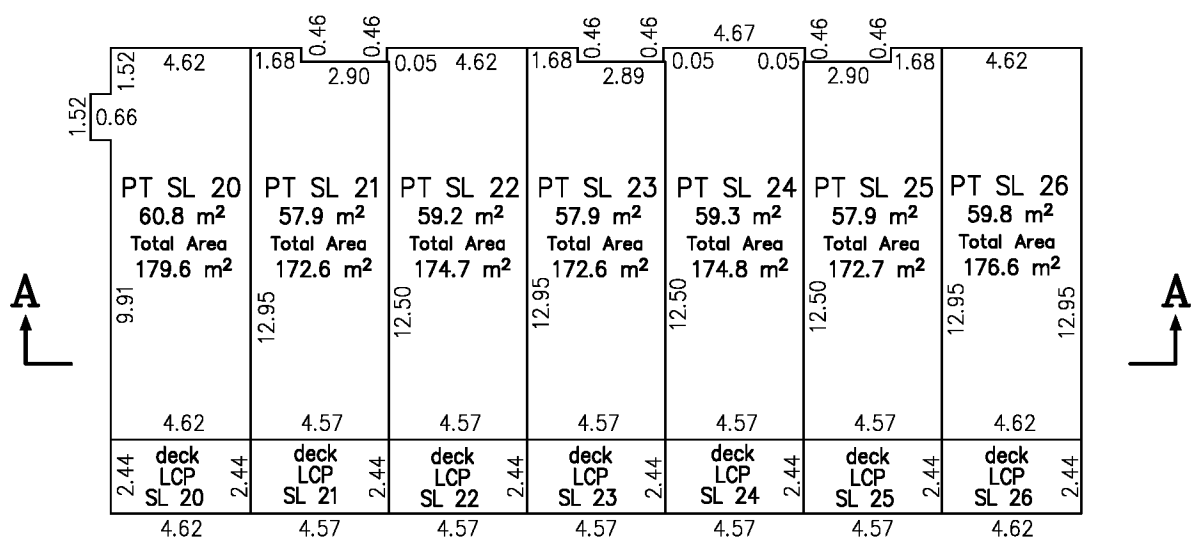 0.46 0.46 0.46 0.46 4.67 0.46 0.46
1.52 4.62 1.68 2.90 0.05 4.62 1.68 2.89 0.05 0.05 2.90 1.68 4.62
1.52 0.66
PT SL 20
60.8 m²
Total Area
179.6 m²
PT SL 21
57.9 m²
Total Area
172.6 m²
PT SL 22
59.2 m²
Total Area
174.7 m²
PT SL 23
57.9 m²
Total Area
172.6 m²
PT SL 24
59.3 m²
Total Area
174.8 m²
PT SL 25
57.9 m²
Total Area
172.7 m²
PT SL 26
59.8 m²
Total Area
176.6 m²
A 9.91 12.95 12.50 12.95 12.50 12.50 12.95 12.95 A
4.62 4.57 4.57 4.57 4.57 4.57 4.62
2.44
deck
LCP
SL 20
2.44
deck
LCP
SL 21
2.44
deck
LCP
SL 22
2.44
deck
LCP
SL 23
2.44
deck
LCP
SL 24
2.44
deck
LCP
SL 25
2.44
deck
LCP
SL 26
2.44
4.62 4.57 4.57 4.57 4.57 4.57 4.62